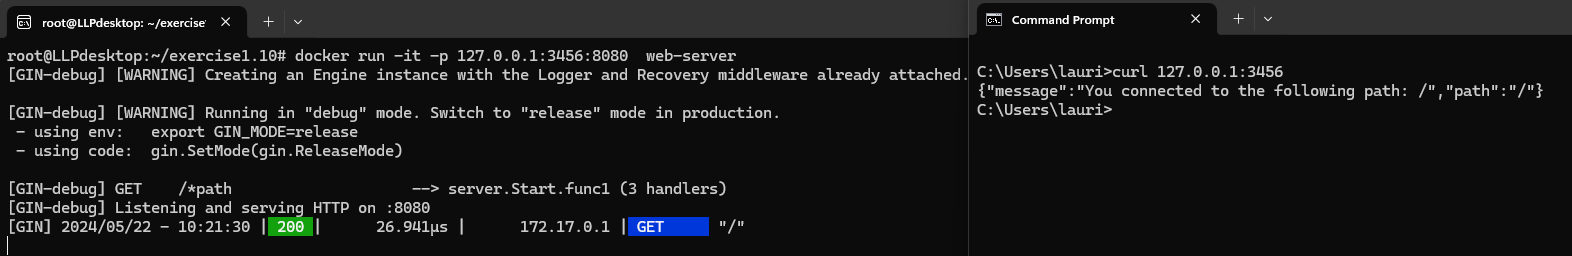 root@LLPdesktop: ~/exercise
root@LLPdesktop:~/exercise1.10# docker run -it -p 127.0.0.1:3456:8080  web-server
[GIN-debug] [WARNING] Creating an Engine instance with the Logger and Recovery middleware already attached.
[GIN-debug] [WARNING] Running in "debug" mode. Switch to "release" mode in production.
 - using env:   export GIN_MODE=release
 - using code:  gin.SetMode(gin.ReleaseMode)
[GIN-debug] GET    /*path                    --> server.Start.func1 (3 handlers)
[GIN-debug] Listening and serving HTTP on :8080
[GIN] 2024/05/22 - 10:21:30 | 200 |      26.941µs |      172.17.0.1 | GET      "/"
Command Prompt
C:\Users\lauri>curl 127.0.0.1:3456
{"message":"You connected to the following path: /","path":"/"}
C:\Users\lauri>